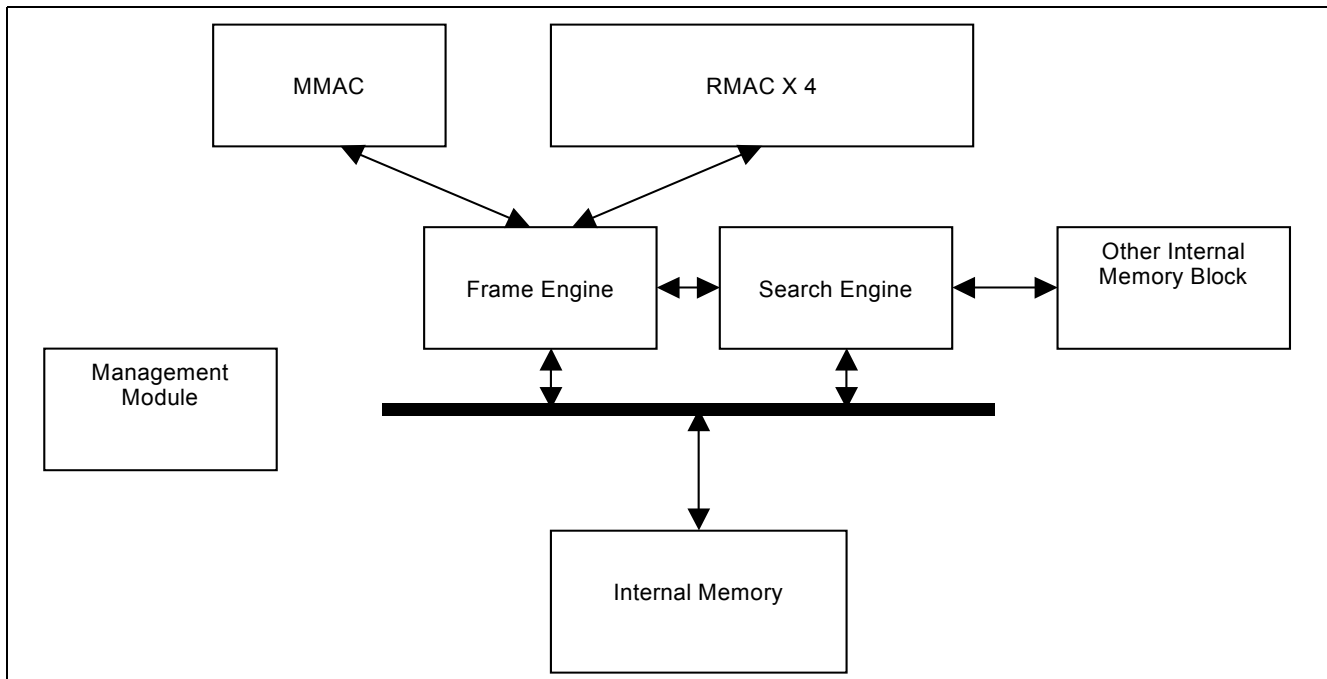 MMAC
RMAC X 4
Frame Engine
Search Engine
Other Internal
Memory Block
Management
Module
Internal Memory